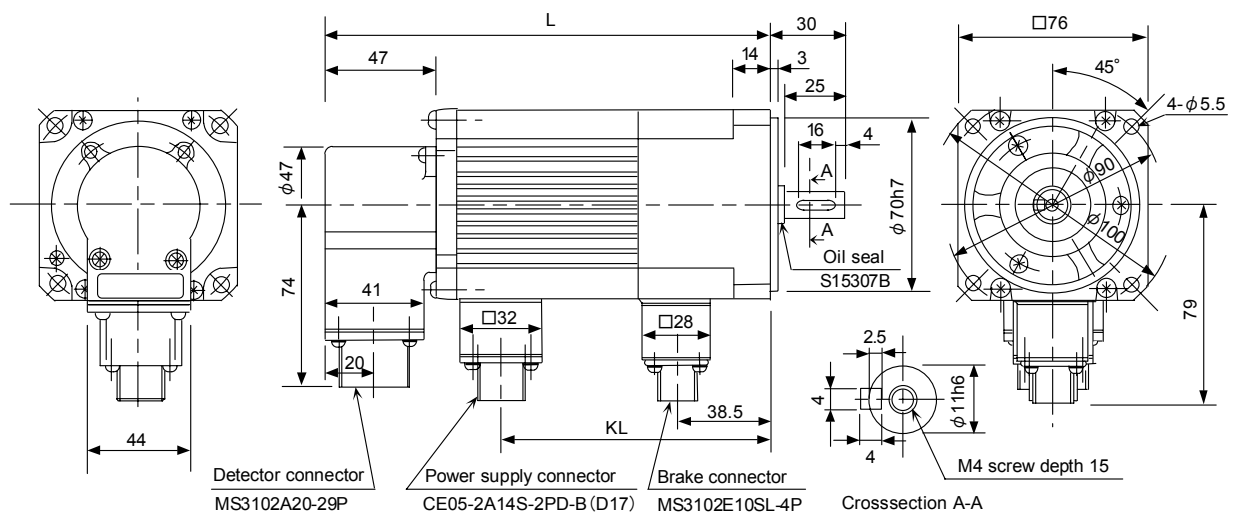 L
30
□76
47
14
3
45°
25
4-φ5.5
16
4
φ47
A
φ70h7
φ90
A
φ100
Oil seal
S15307B
74
41
□32
□28
79
2.5
20
4
φ11h6
38.5
KL
44
4
M4 screw depth 15
Detector connector
MS3102A20-29P
Power supply connector
CE05-2A14S-2PD-B(D17)
Brake connector
MS3102E10SL-4P
Crosssection A-A